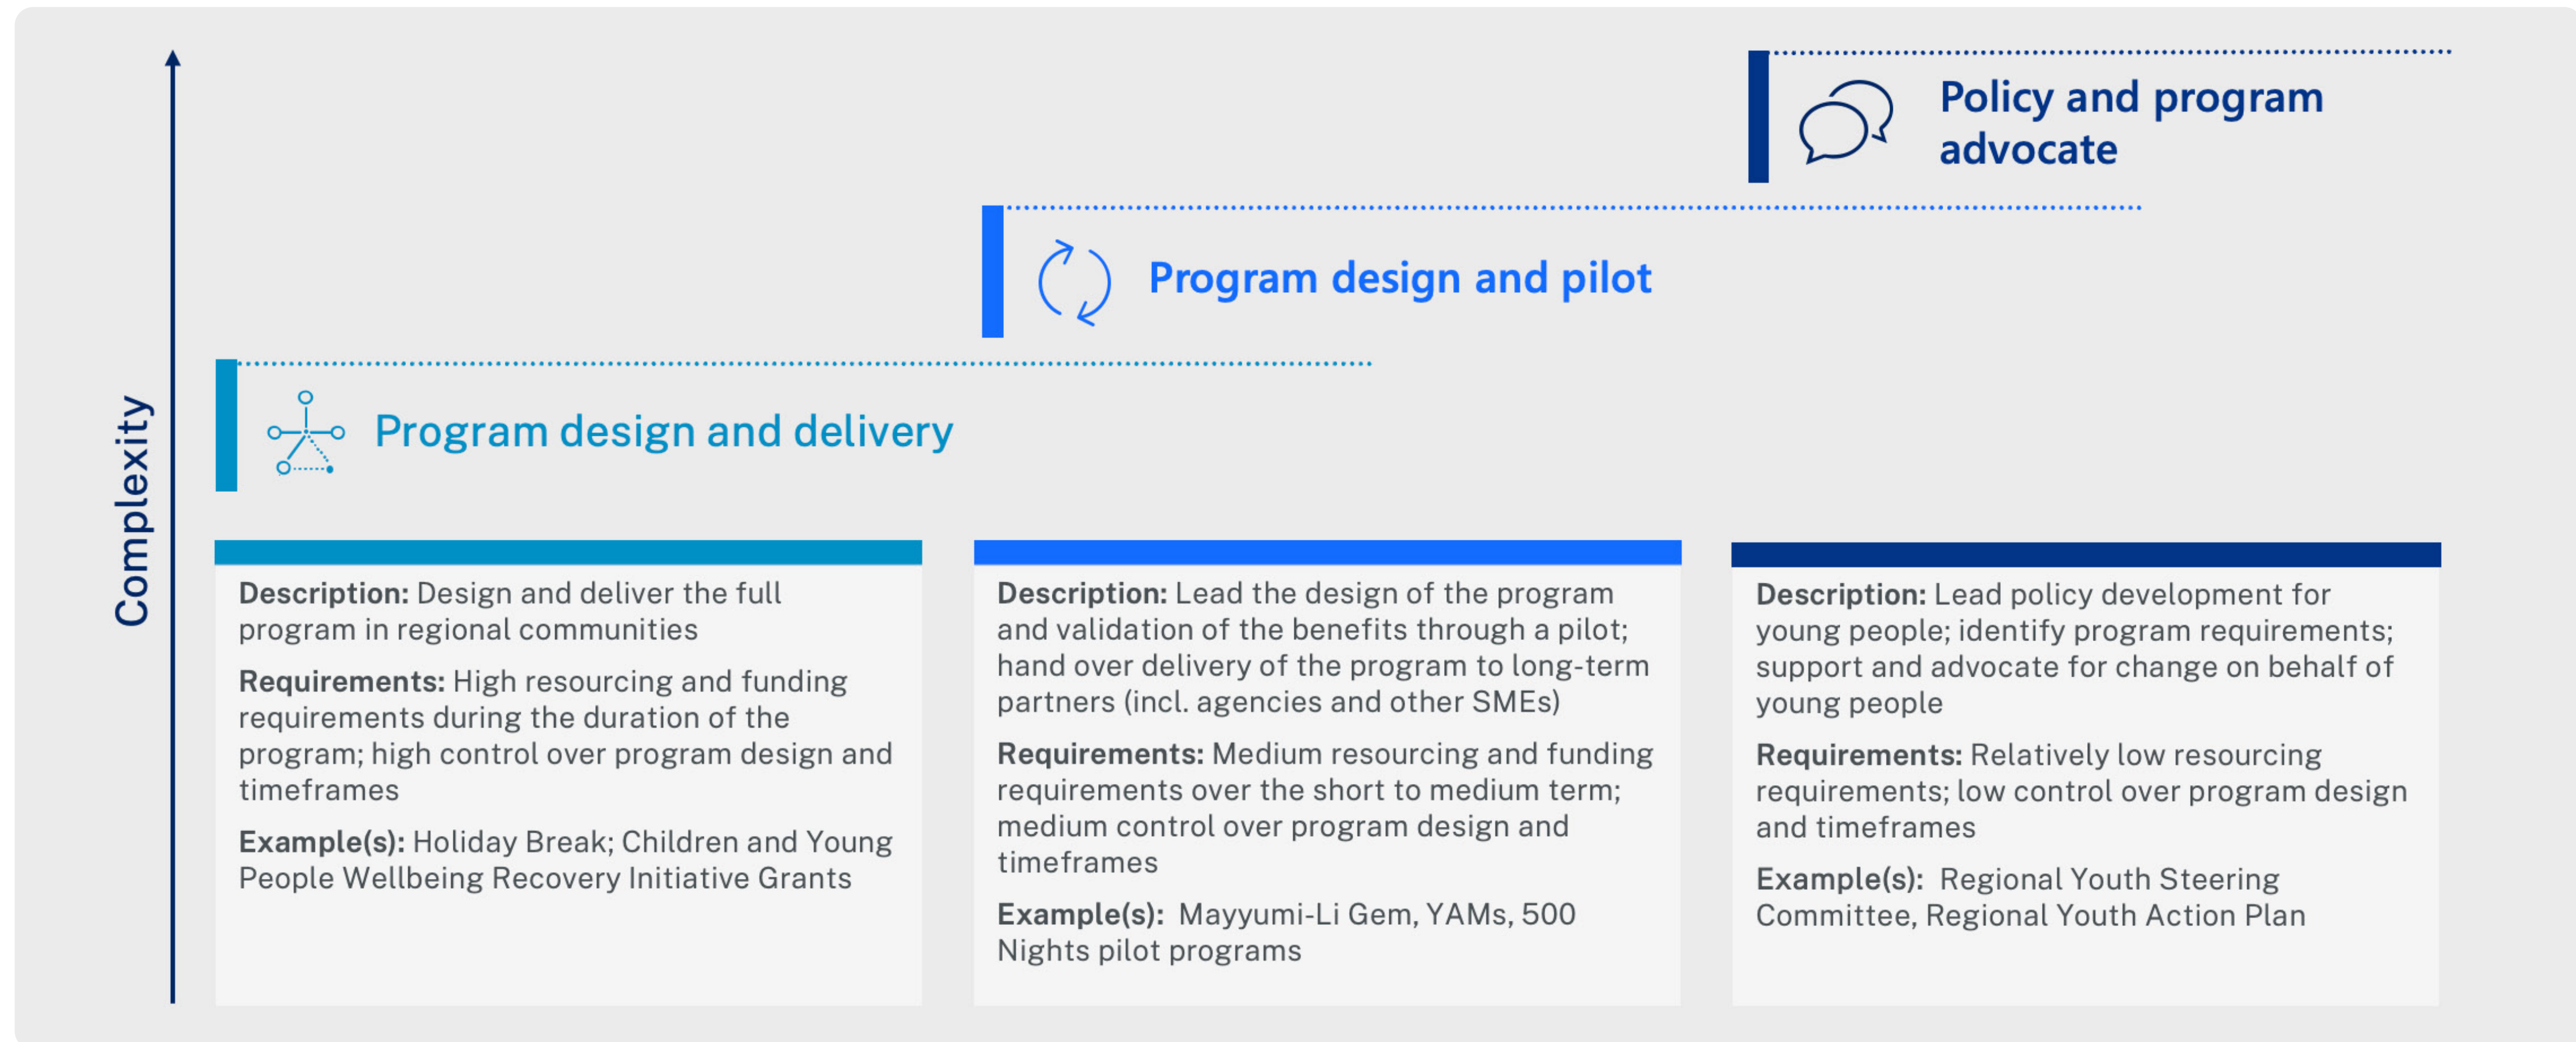 Complexity
Policy and program
advocate
Program design and pilot
Program design and delivery
Description: Design and deliver the full
program in regional communities
Requirements: High resourcing and funding
requirements during the duration of the
program; high control over program design and
timeframes
Example(s): Holiday Break; Children and Young
People Wellbeing Recovery Initiative Grants
Description: Lead the design of the program
and validation of the benefits through a pilot;
hand over delivery of the program to long-term
partners (incl. agencies and other SMEs)
Requirements: Medium resourcing and funding
requirements over the short to medium term;
medium control over program design and
timeframes
Example(s): Mayyumi-Li Gem, YAMs, 500
Nights pilot programs
Description: Lead policy development for
young people; identify program requirements;
support and advocate for change on behalf of
young people
Requirements: Relatively low resourcing
requirements; low control over program design
and timeframes
Example(s): Regional Youth Steering
Committee, Regional Youth Action Plan